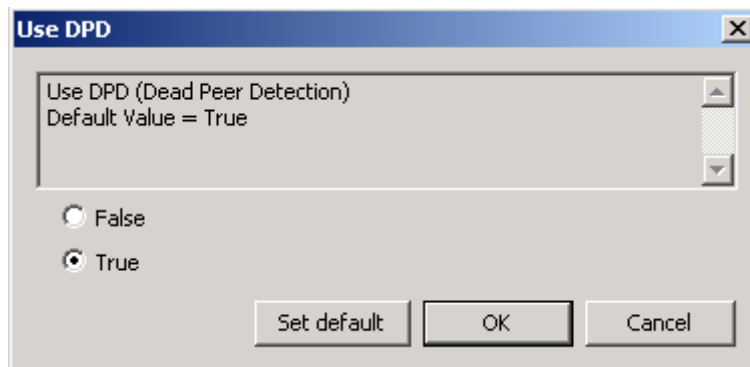 Use DPD
Use DPD (Dead Peer Detection)
Default Value = True
False
True
Set default
OK
Cancel